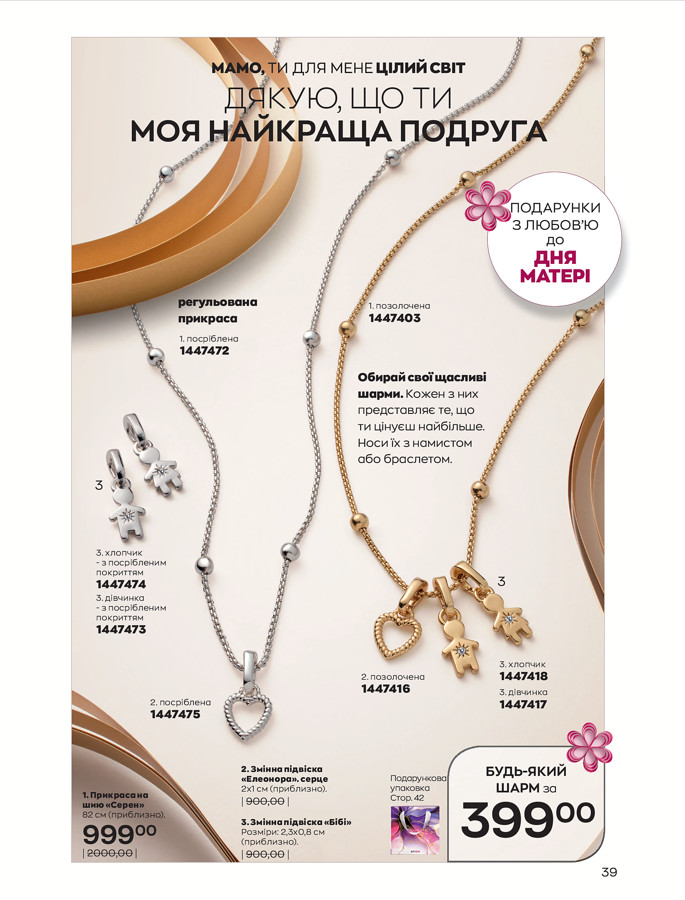 МАМО, ТИ ДЛЯ МЕНЕ ЦІЛИЙ СВІТ
ДЯКУЮ, ЩО ТИ
МОЯ НАЙКРАЩА ПОДРУГА
ПОДАРУНКИ
З ЛЮБОВ'Ю
ДО
ДНЯ
МАТЕРІ
регульована
прикраса
1. посріблена
1447472
1. позолочена
1447403
Обирай свої щасливі
шарми. Кожен з них
представляє те, що
ти цінуєш найбільше.
Носи їх з намистом
або браслетом.
3
3. хлопчик
- з посрібленим
покриттям
1447474
3. дівчинка
- з посрібленим
покриттям
1447473
3
2. позолочена
1447416
3. хлопчик
1447418
3. дівчинка
1447417
2. посріблена
1447475
1. Прикраса на
шию «Серен»
82 см (приблизно).
99900
| 2000,00 |
2. Змінна підвіска
«Елеонора». серце
2х1 см (приблизно).
| 900,00 |
3. Змінна підвіска «Бібі»
Розміри: 2,3х0,8 см
(приблизно).
| 900,00 |
Подарункова
упаковка
Стор. 42
БУДЬ-ЯКИЙ
ШАРМ за
39900
39